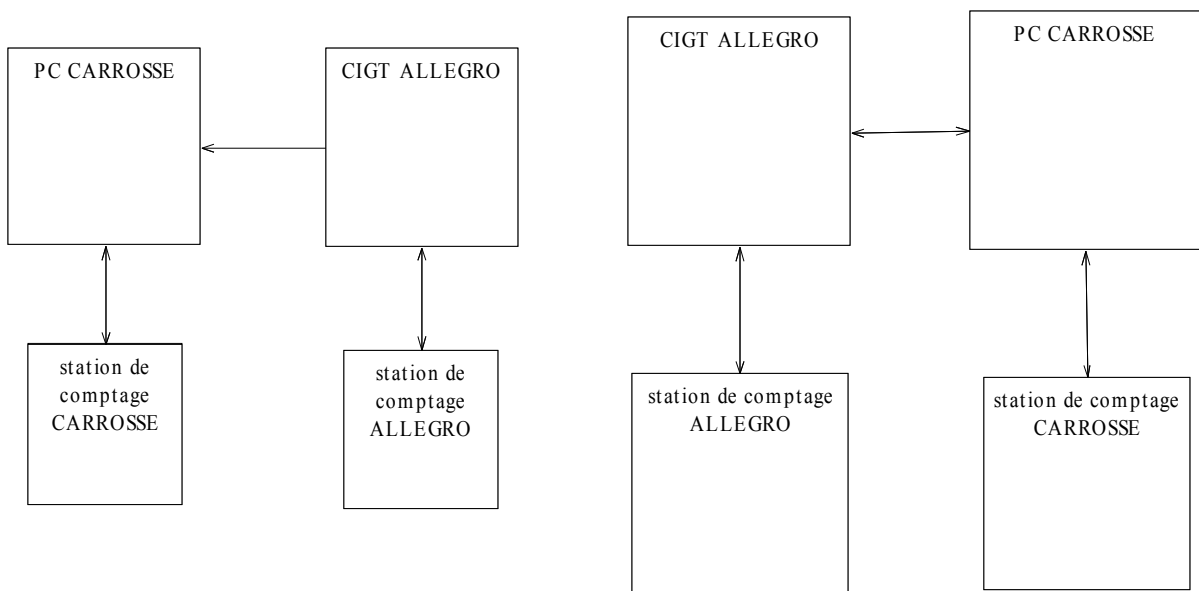 PC CARROSSE
CIGT ALLEGRO
station de
comptage
CARROSSE
station de
comptage
ALLEGRO
CIGT ALLEGRO
PC CARROSSE
station de comptage
ALLEGRO
station de comptage
CARROSSE